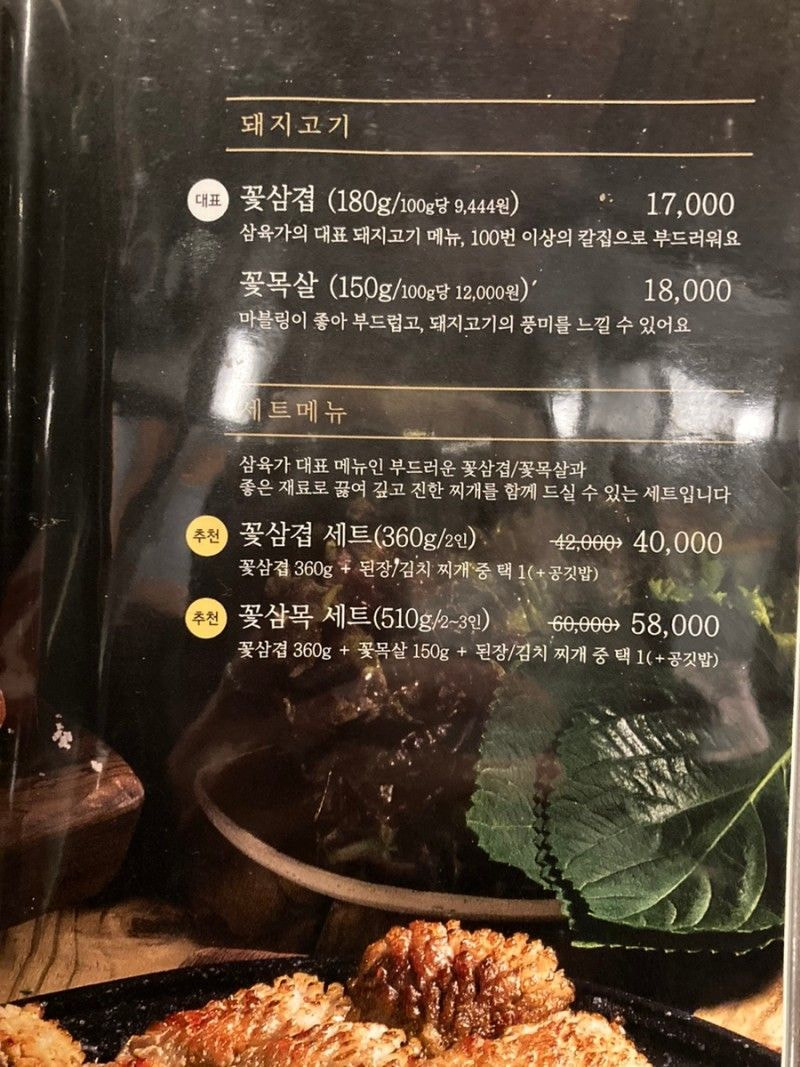 돼지고기
대표 꽃삼겹 (180g/100g당 9,444원) 17,000
삼육가의 대표 돼지고기 메뉴, 100번 이상의 칼집으로 부드러워요
꽃목살 (150g/100g당 12,000원) 18,000
마블링이 좋아 부드럽고, 돼지고기의 풍미를 느낄 수 있어요
세트메뉴
삼육가 대표 메뉴인 부드러운 꽃삼겹/꽃목살과
좋은 재료로 끓여 깊고 진한 찌개를 함께 드실 수 있는 세트입니다
추천 꽃삼겹 세트(360g/2인) 42,000 40,000
꽃삼겹 360g + 된장/김치 찌개 중 택 1(+공깃밥)
추천 꽃삼목 세트(510g/2~3인) 60,000 58,000
꽃삼겹 360g + 꽃목살 150g + 된장/김치 찌개 중 택 1(+공깃밥)